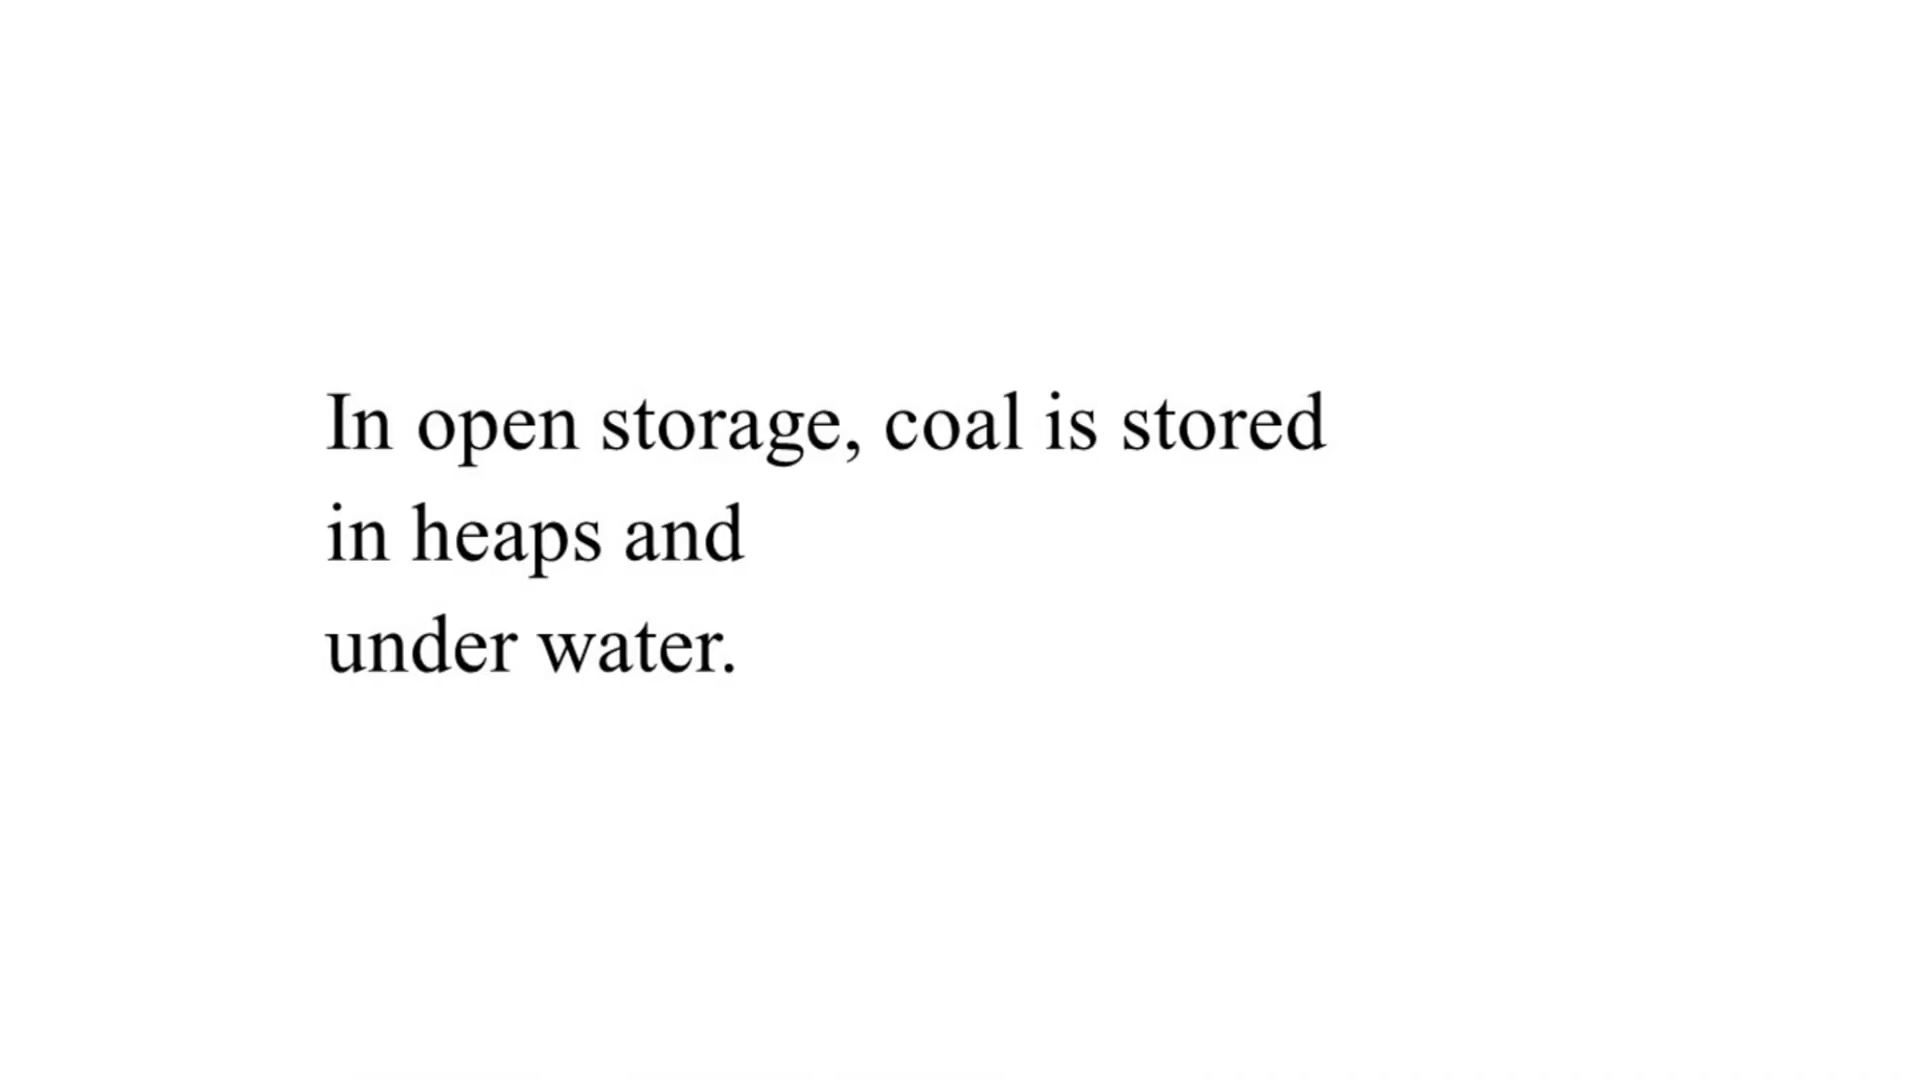 In open storage, coal is stored
in heaps and
under water.